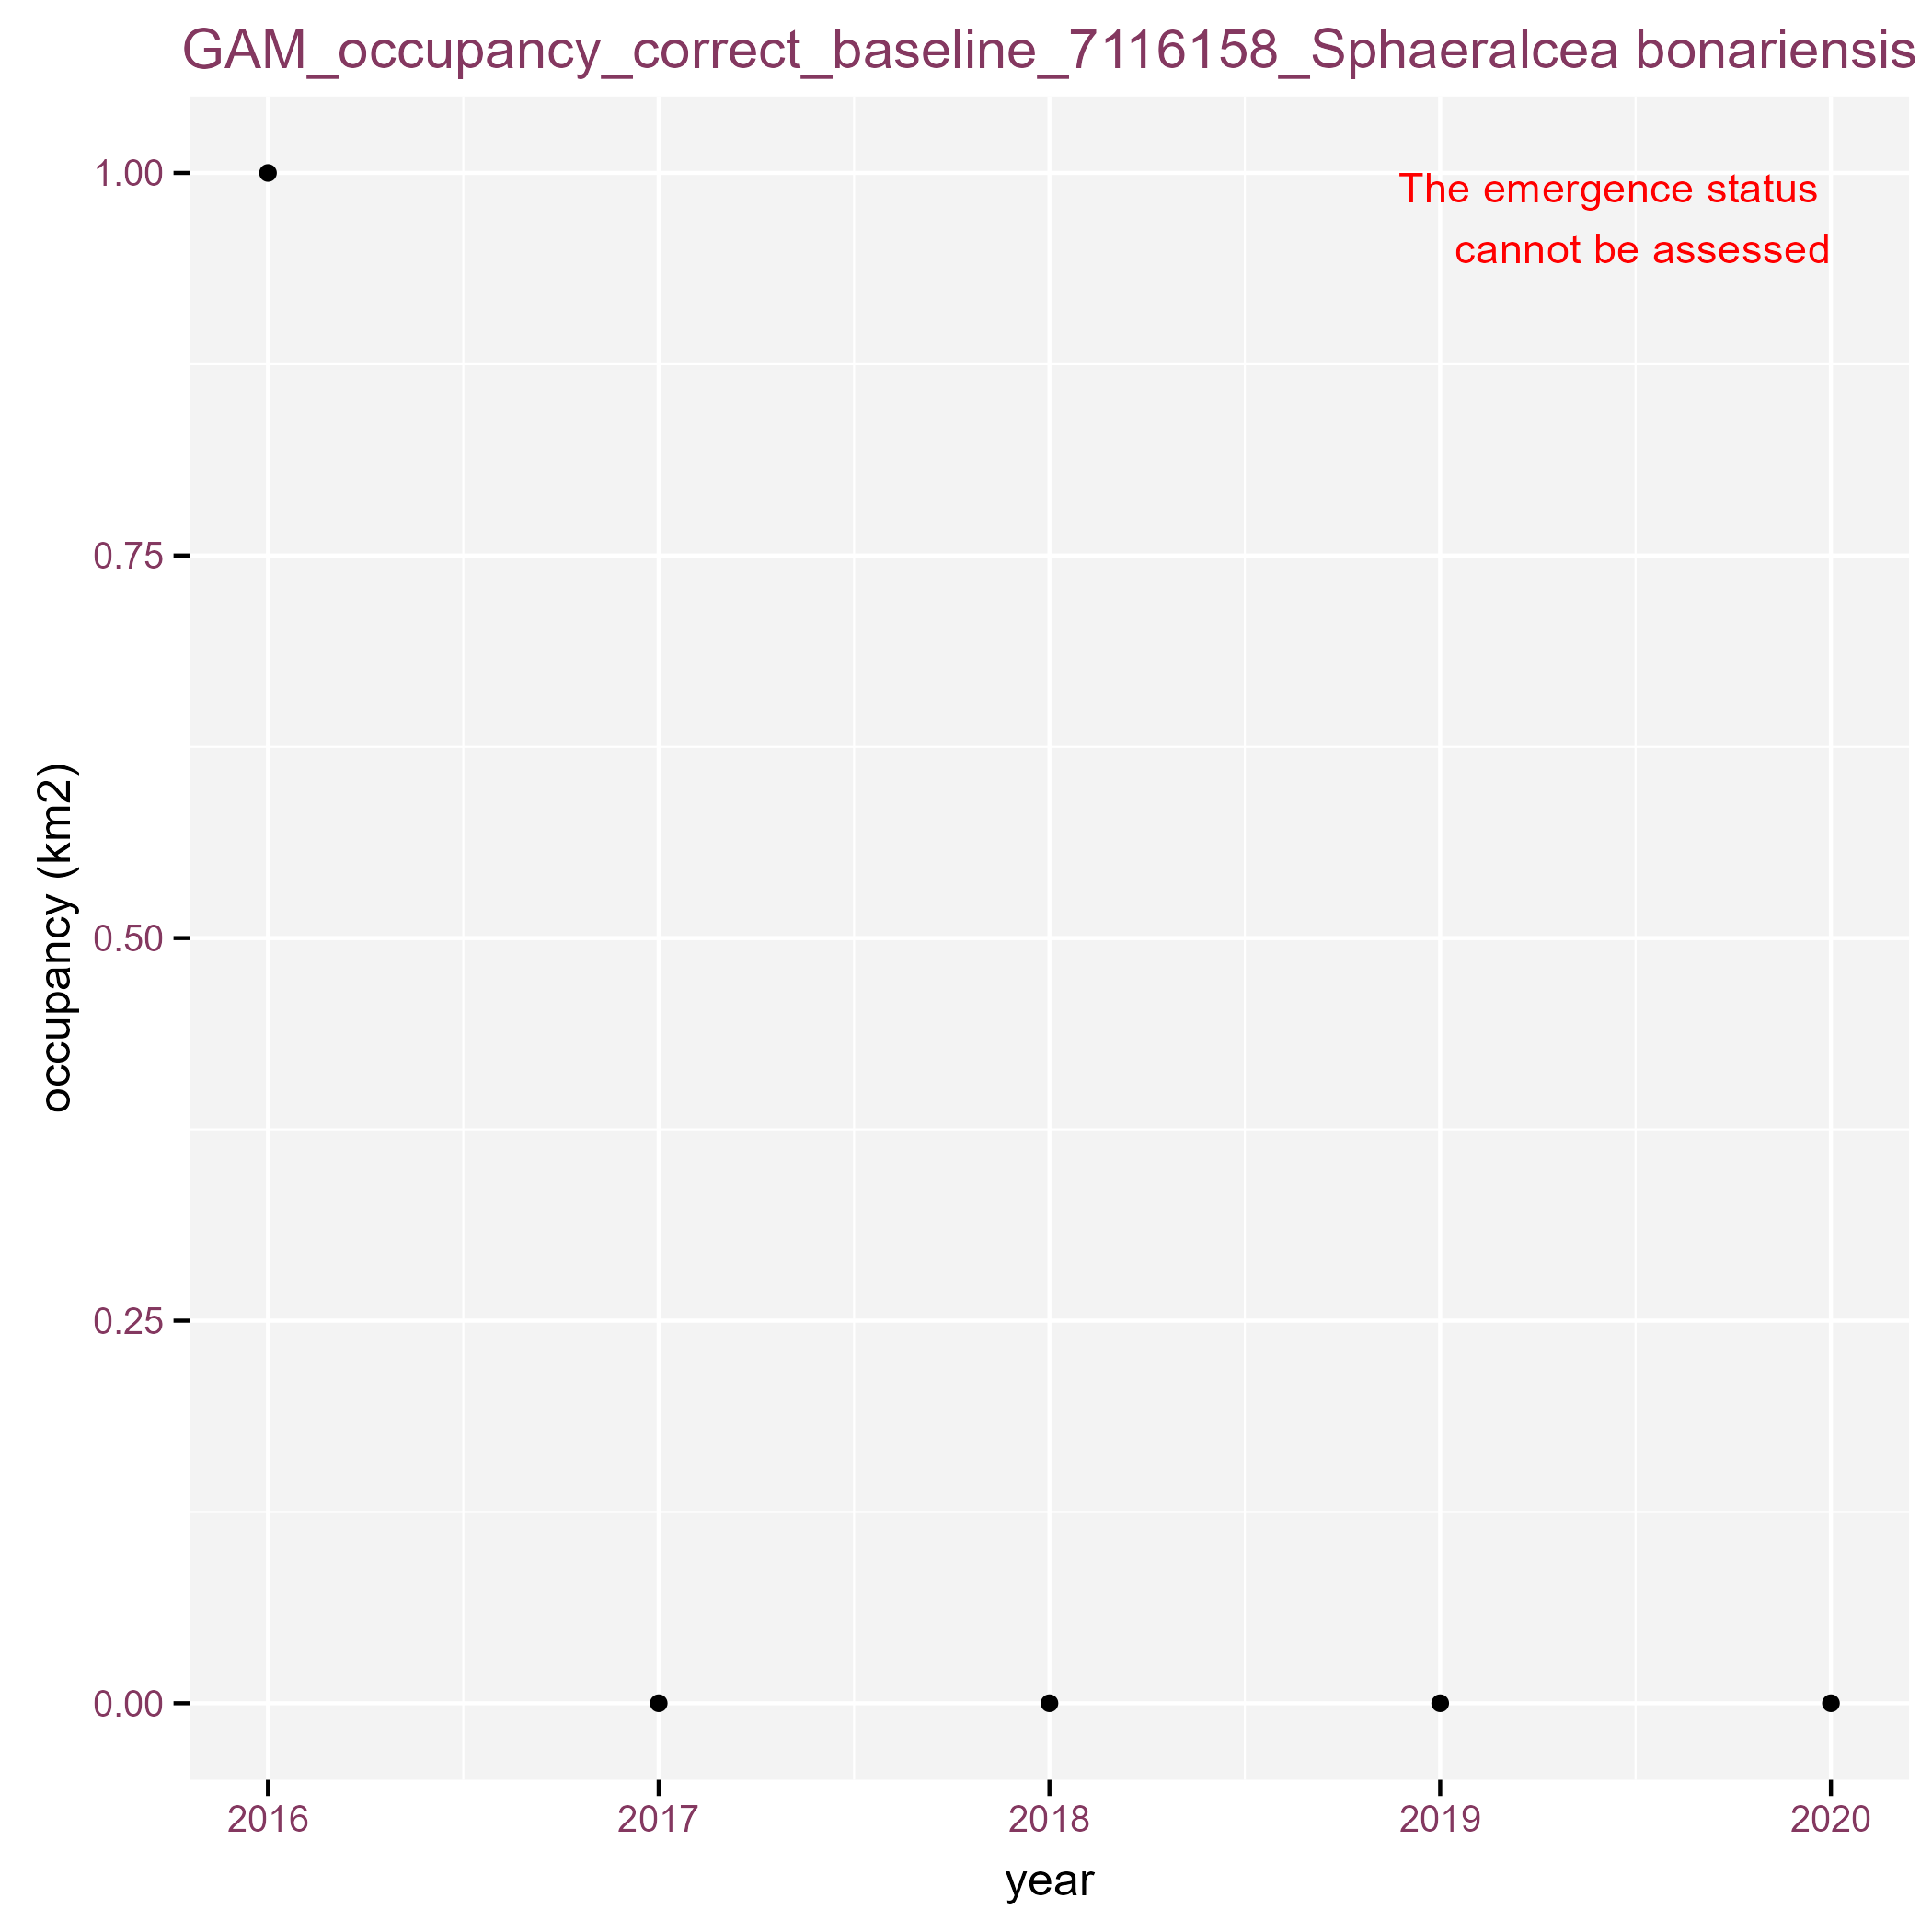 GAM_occupancy_correct_baseline_7116158_Sphaeralcea bonariensis
1.00
The emergence status
cannot be assessed
0.75
occupancy (km2)
0.50
0.25
0.00
2016 2017 2018 2019 2020
year